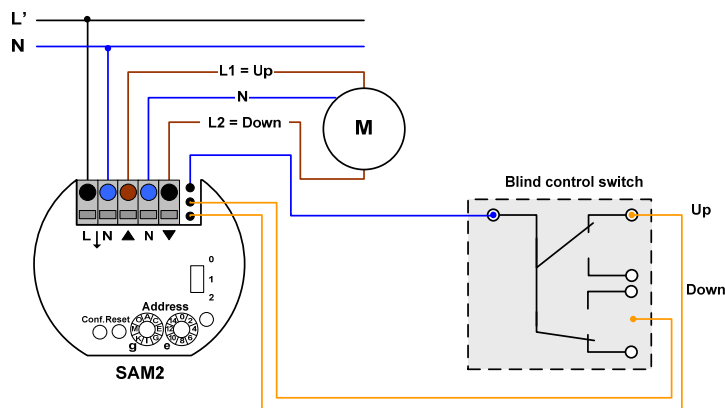 L'
N
L1 = Up
N
L2 = Down
M
Blind control switch
Up
Down
L N N
0
1
2
Address
Conf. Reset
g e
SAM2